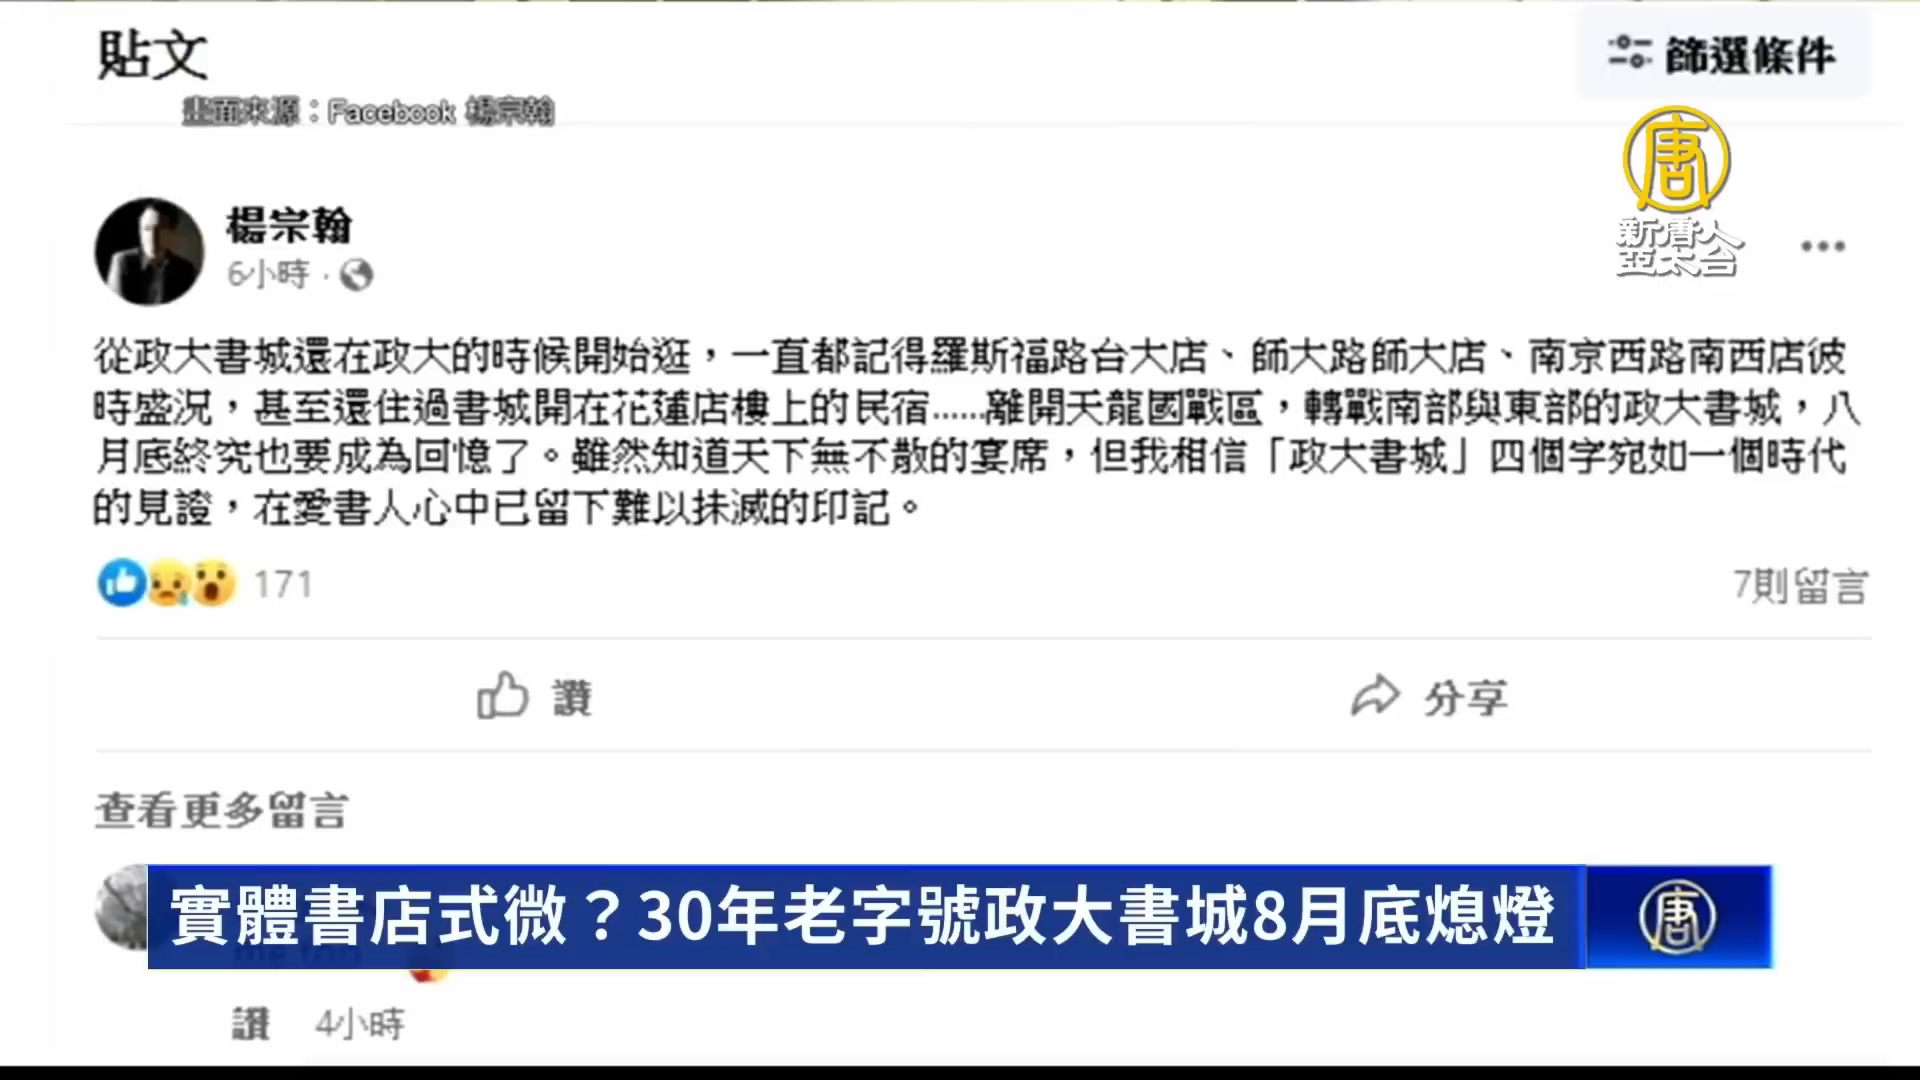 貼文
篩選條件
畫面來源：Facebook 楊宗翰
唐
新唐人
亞太台
楊宗翰
6小時 ·
從政大書城還在政大的時候開始逛，一直都記得羅斯福路台大店、師大路師大店、南京西路南西店彼
時盛況，甚至還住過書城開在花蓮店樓上的民宿......離開天龍國戰區，轉戰南部與東部的政大書城，八
月底終究也要成為回憶了。雖然知道天下無不散的宴席，但我相信「政大書城」四個字宛如一個時代
的見證，在愛書人心中已留下難以抹滅的印記。
171
7則留言
讚
分享
查看更多留言
實體書店式微？30年老字號政大書城8月底熄燈
唐
讚 4小時